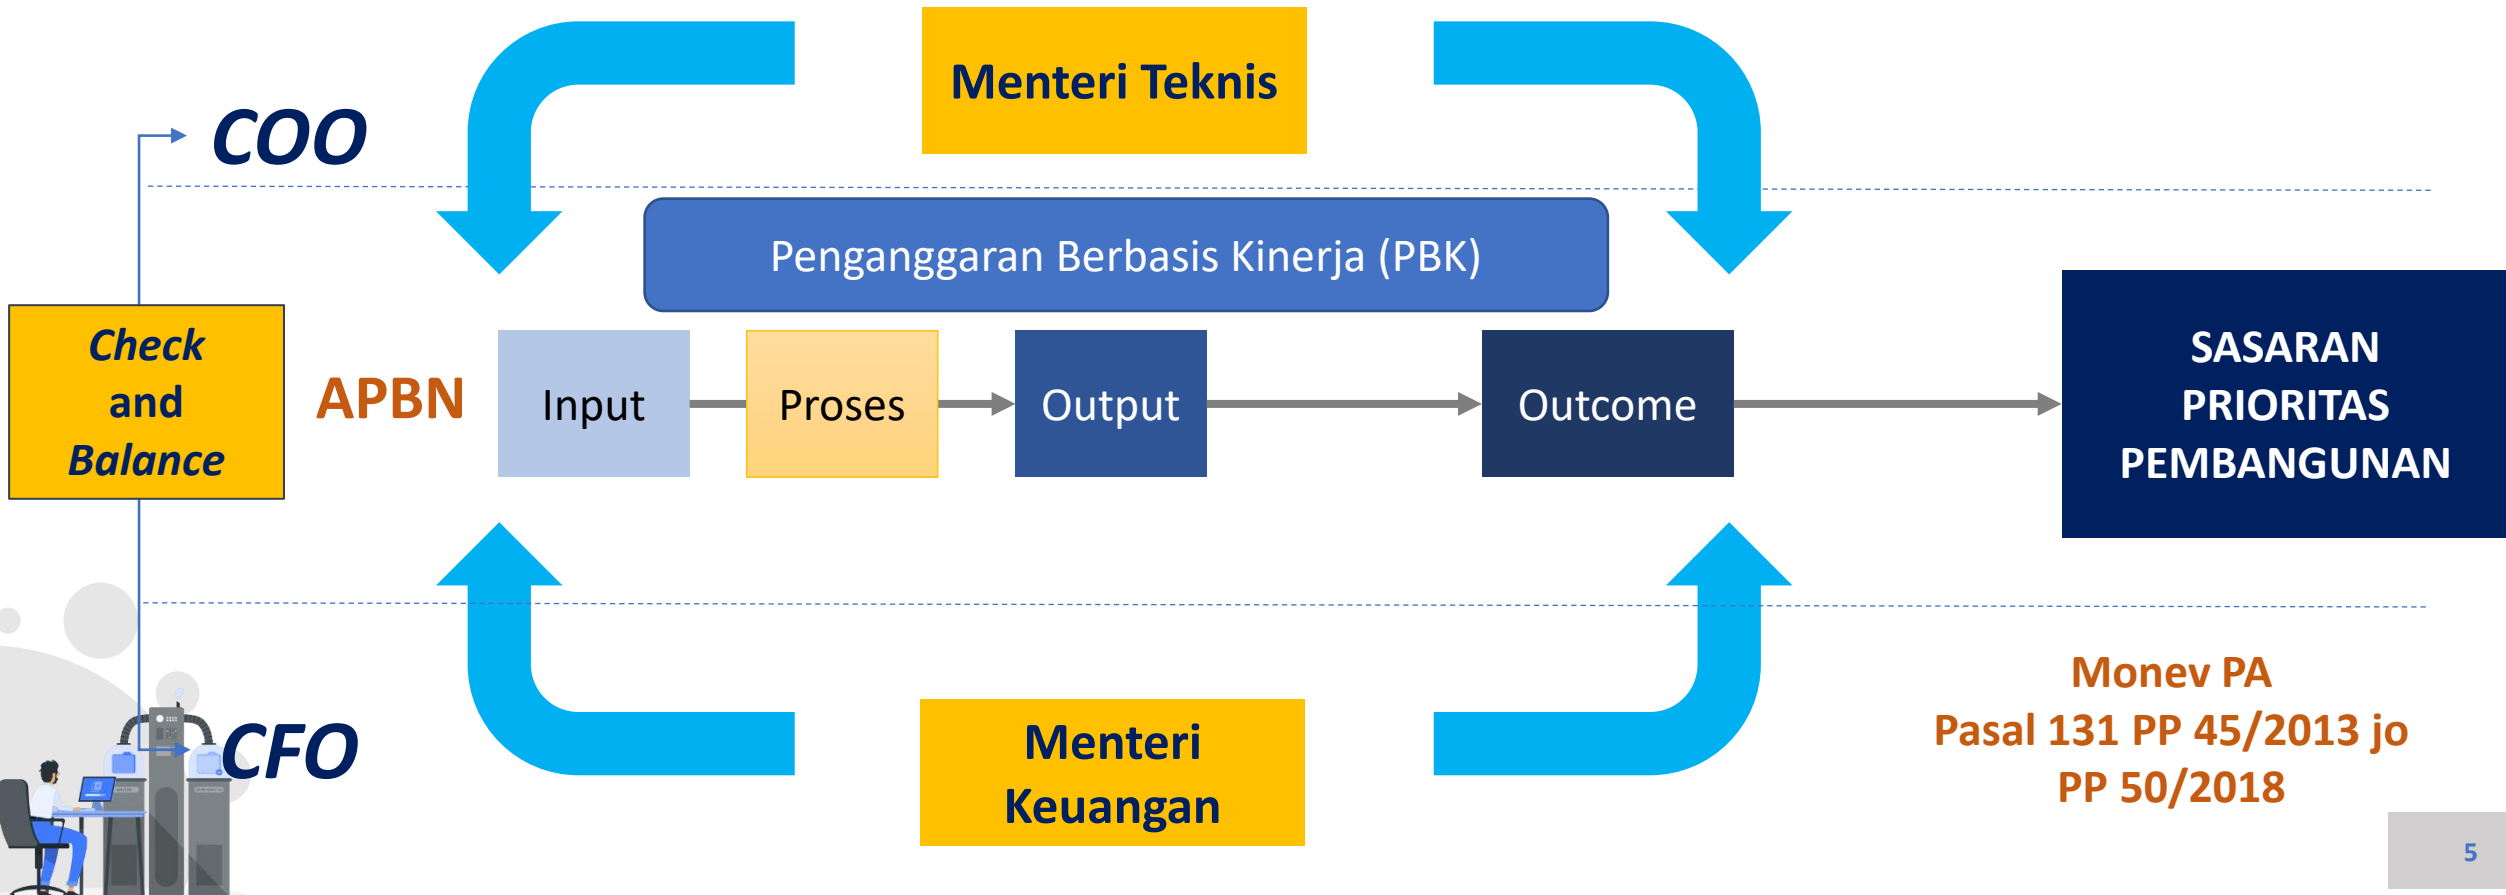 Menteri Teknis
COO
Penganggaran Berbasis Kinerja (PBK)
Check
and
Balance
APBN
Input
Proses
Output
Outcome
SASARAN
PRIORITAS
PEMBANGUNAN
CFO
Menteri
Keuangan
Monev PA
Pasal 131 PP 45/2013 jo
PP 50/2018
5